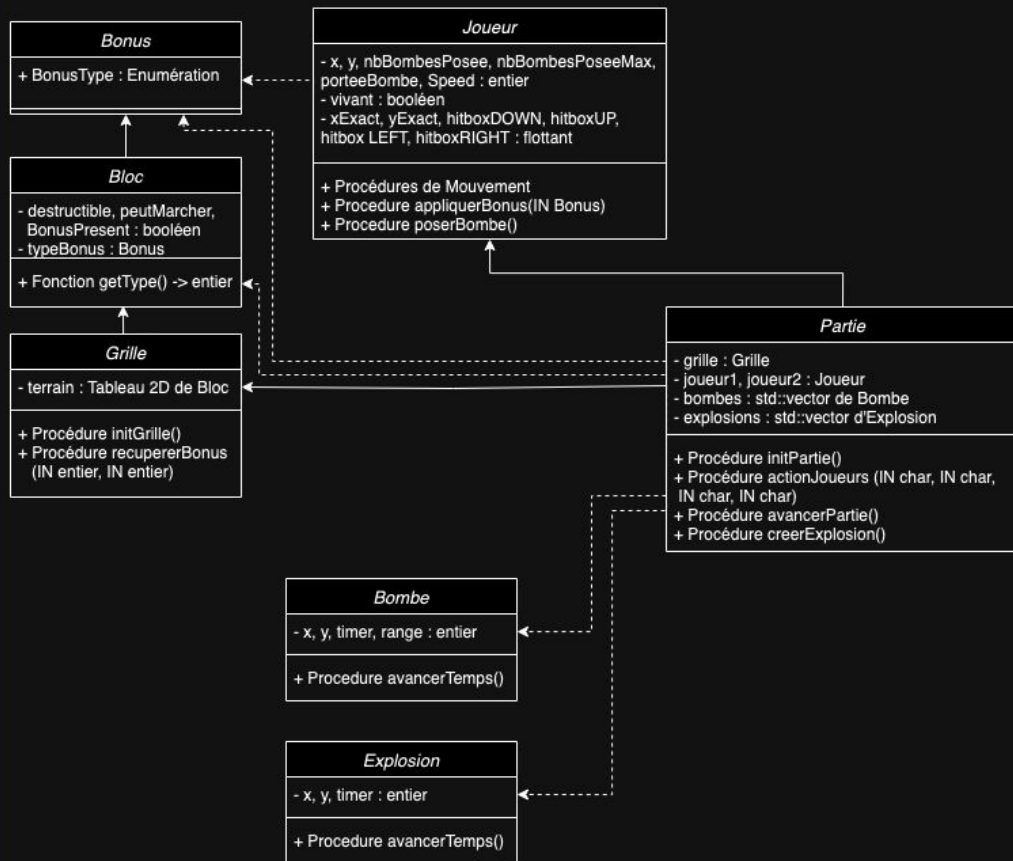 Bonus
+ BonusType : Enumération
Joueur
- x, y, nbBombesPosee, nbBombesPoseeMax,
porteeBombe, Speed : entier
- vivant : booléen
- xExact, yExact, hitboxDOWN, hitboxUP,
hitbox LEFT, hitboxRIGHT : flottant
+ Procédures de Mouvement
+ Procedure appliquerBonus(IN Bonus)
+ Procedure poserBombe()
Bloc
- destructible, peutMarcher,
BonusPresent : booléen
- typeBonus : Bonus
+ Fonction getType() -> entier
Grille
- terrain : Tableau 2D de Bloc
+ Procédure initGrille()
+ Procédure recupererBonus
(IN entier, IN entier)
Partie
- grille : Grille
- joueur1, joueur2 : Joueur
- bombes : std::vector de Bombe
- explosions : std::vector d'Explosion
+ Procédure initPartie()
+ Procédure actionJoueurs (IN char, IN char,
IN char, IN char)
+ Procédure avancerPartie()
+ Procédure creerExplosion()
Bombe
- x, y, timer, range : entier
+ Procedure avancerTemps()
Explosion
- x, y, timer : entier
+ Procedure avancerTemps()